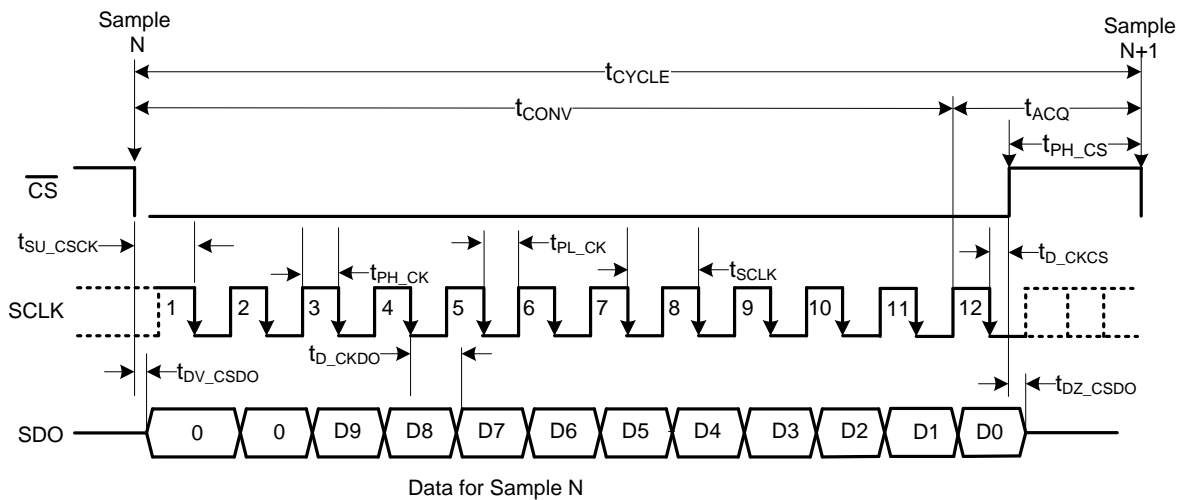 Sample
N
Sample
N+1
tCYCLE
tCONV
tACQ
tPH_CS
CS
tSU_CSCK
tPL_CK
tD_CKCS
tPH_CK
tSCLK
SCLK
1 2 3 4 5 6 7 8 9 10 11 12
tD_CKDO
tDV_CSDO
tDZ_CSDO
SDO
0 0 D9 D8 D7 D6 D5 D4 D3 D2 D1 D0
Data for Sample N